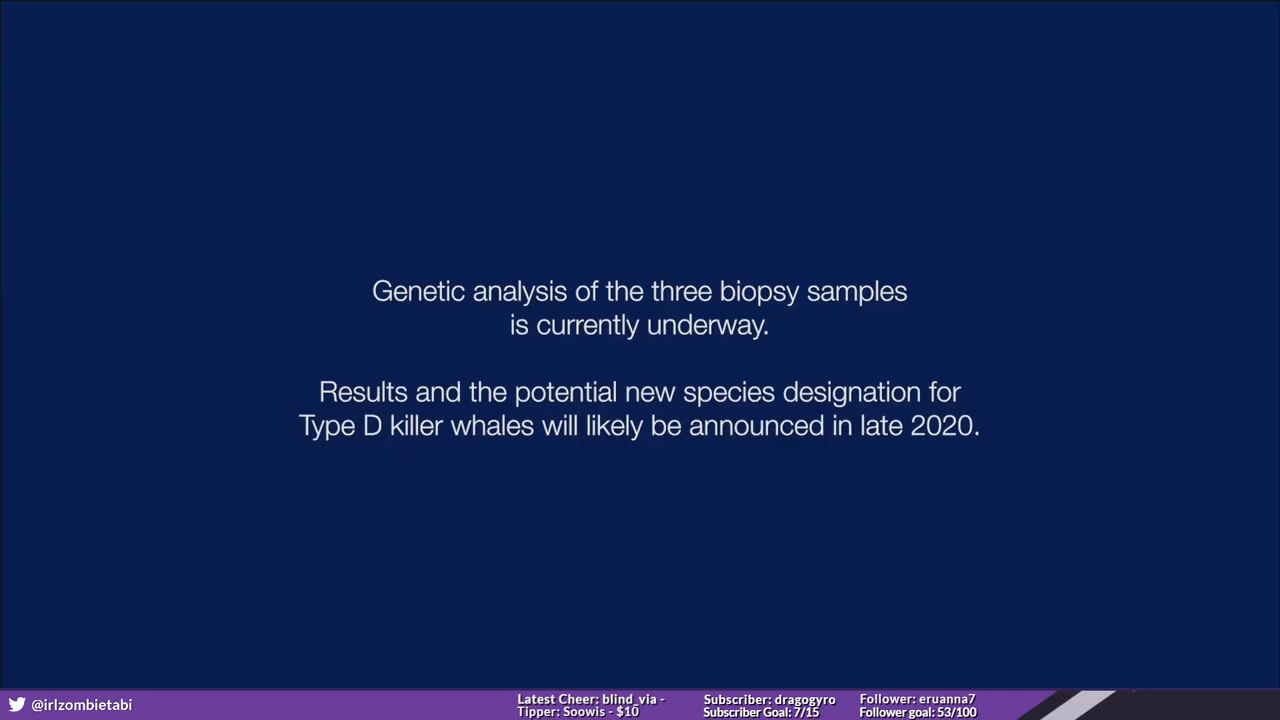 Genetic analysis of the three biopsy samples
is currently underway.
Results and the potential new species designation for
Type D killer whales will likely be announced in late 2020.
@irlzombietabi
Latest Cheer: blind_via -
Tipper: Soowis - $10
Subscriber: dragogyro
Subscriber Goal: 7/15
Follower: eruanna7
Follower goal: 53/100